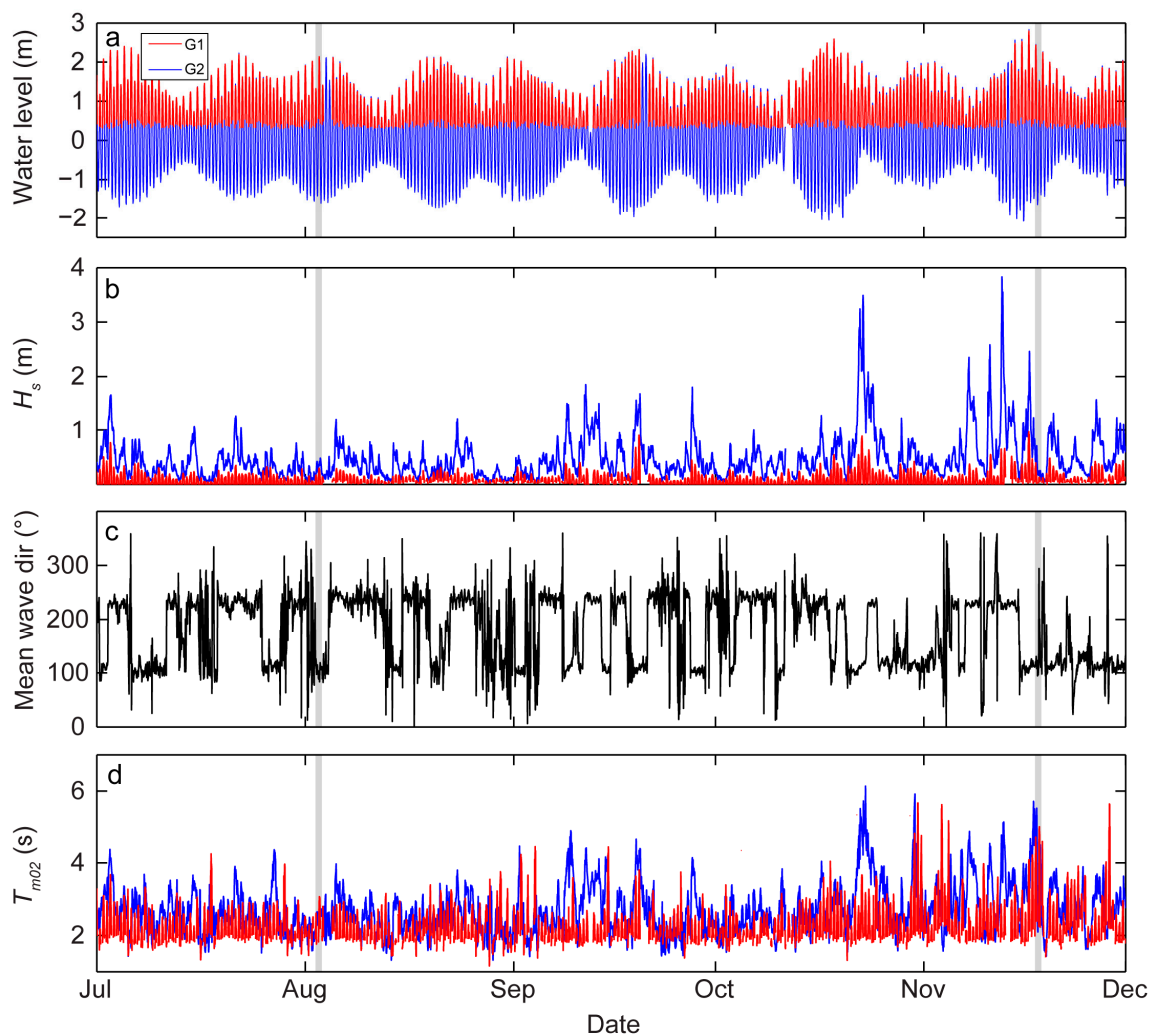 a
G1
G2
Water level (m)
3
2
1
0
−1
−2
b
H_s (m)
4
3
2
1
c
Mean wave dir (°)
300
200
100
0
d
T_m02 (s)
6
4
2
Jul
Aug
Sep
Oct
Nov
Dec
Date